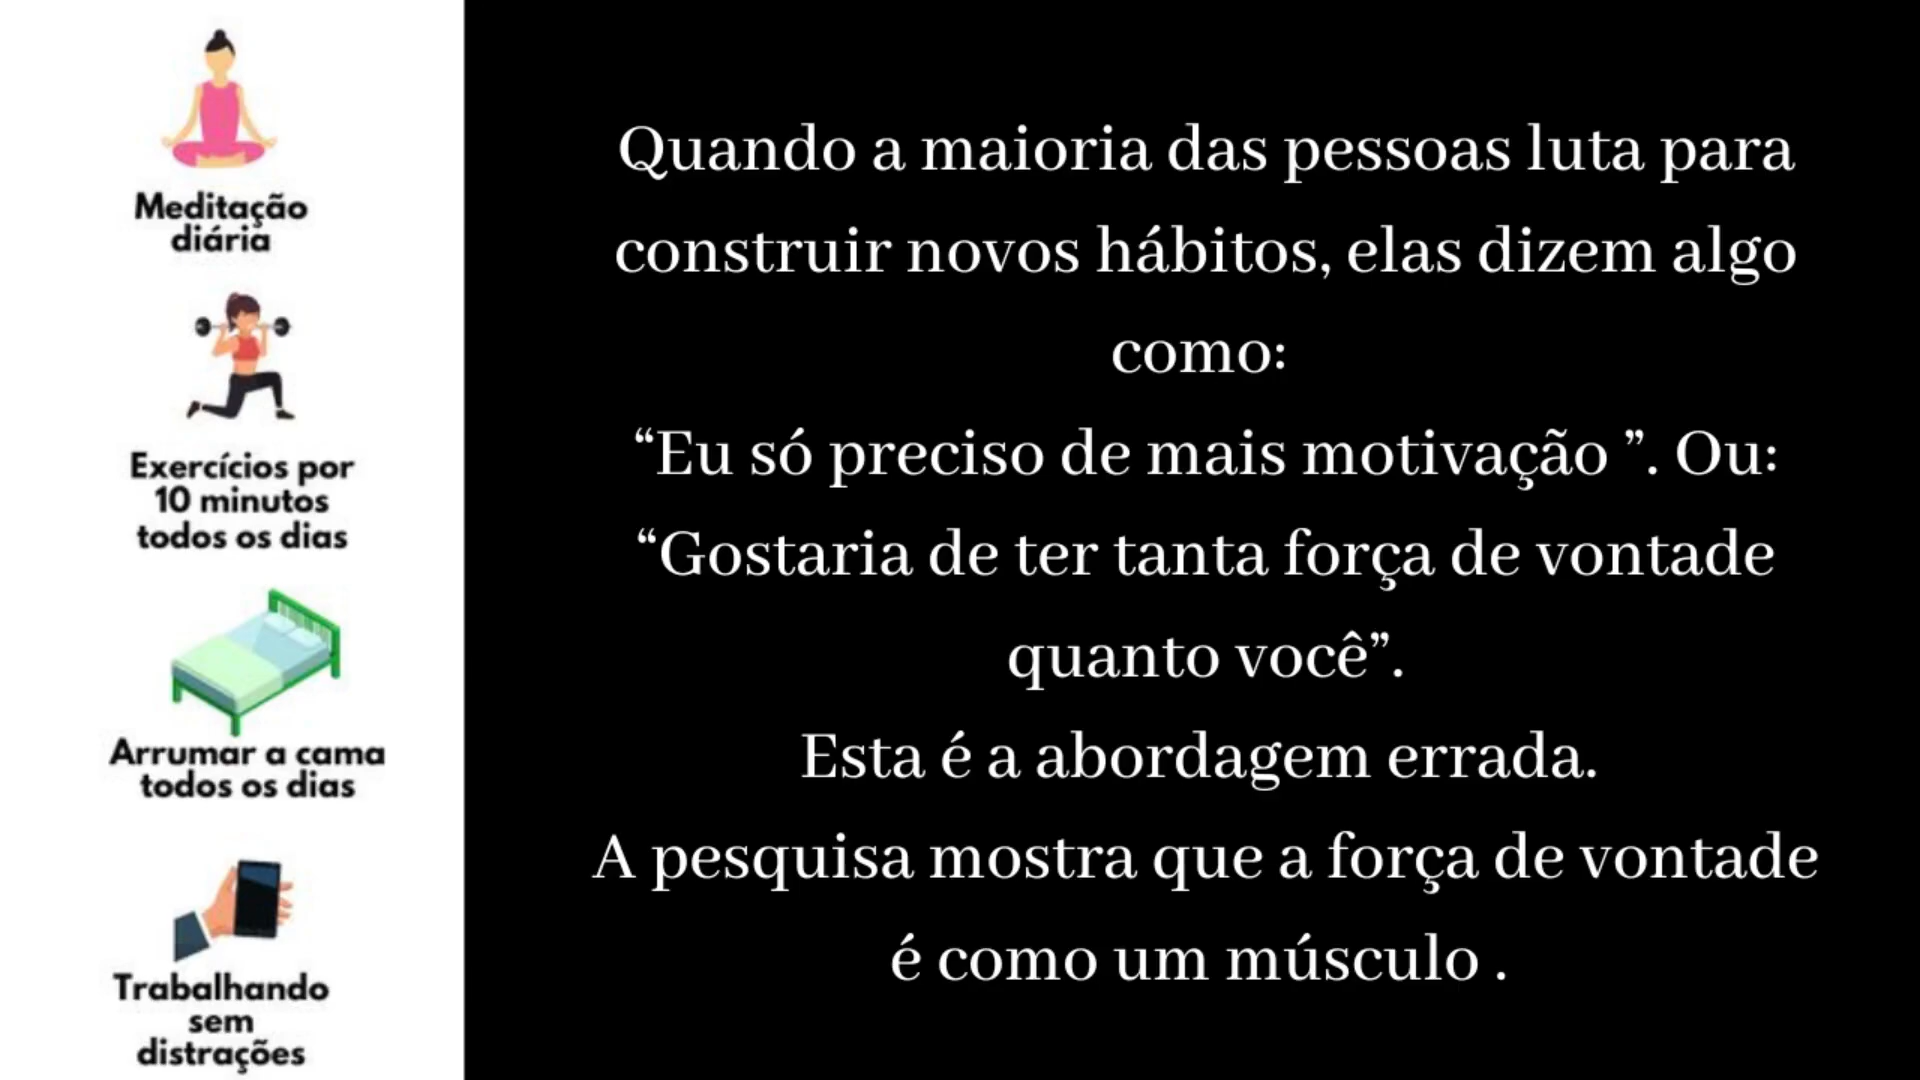 Meditação
diária
Exercícios por
10 minutos
todos os dias
Arrumar a cama
todos os dias
Trabalhando
sem
distrações
Quando a maioria das pessoas luta para
construir novos hábitos, elas dizem algo
como:
“Eu só preciso de mais motivação ”. Ou:
“Gostaria de ter tanta força de vontade
quanto você”.
Esta é a abordagem errada.
A pesquisa mostra que a força de vontade
é como um músculo .